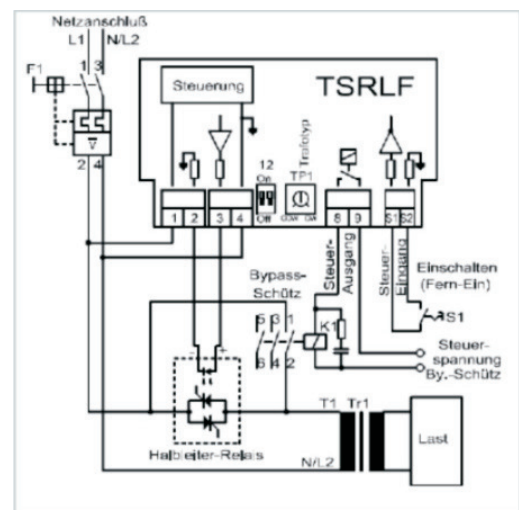 Netzanschluß
L1 N/L2
F1
1 3
2 4
Steuerung
TSRLF
12
On
Off
Trafotyp
TP1
1 2 3 4
8 9
S1 S2
Steuer-
Ausgang
Steuer-
Eingang
Einschalten
(Fern-Ein)
S1
Bypass-
Schütz
5 3 1
6 4 2
K1
Steuer-
spannung
By.-Schütz
- +
Halbleiter-Relais
T1 Tr1
N/L2
Last